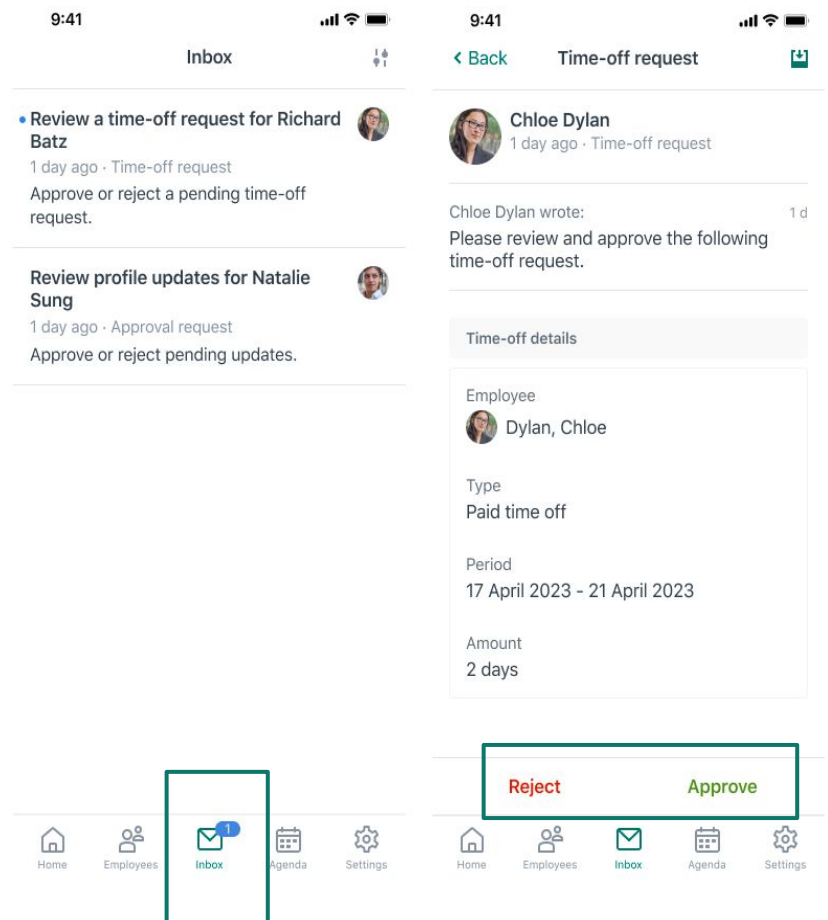 9:41
Inbox
Review a time-off request for Richard
Batz
1 day ago · Time-off request
Approve or reject a pending time-off
request.
Review profile updates for Natalie
Sung
1 day ago · Approval request
Approve or reject pending updates.
1
Home
Employees
Inbox
Agenda
Settings
9:41
Back
Time-off request
Chloe Dylan
1 day ago · Time-off request
Chloe Dylan wrote:
1 d
Please review and approve the following
time-off request.
Time-off details
Employee
Dylan, Chloe
Type
Paid time off
Period
17 April 2023 - 21 April 2023
Amount
2 days
Reject
Approve
Home
Employees
Inbox
Agenda
Settings